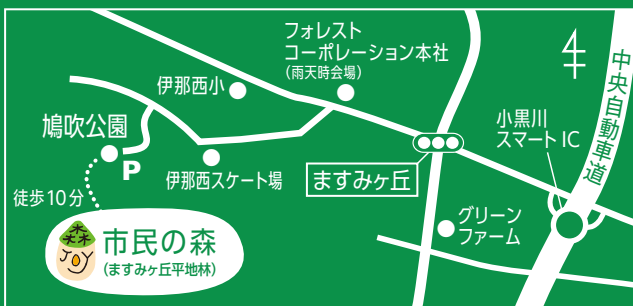 フォレスト
コーポレーション本社
（雨天時会場）
伊那西小
中央自動車道
小黒川
スマートIC
鳩吹公園
P
伊那西スケート場
ますみヶ丘
徒歩10分
グリーン
ファーム
森
JOY
市民の森
（ますみヶ丘平地林）